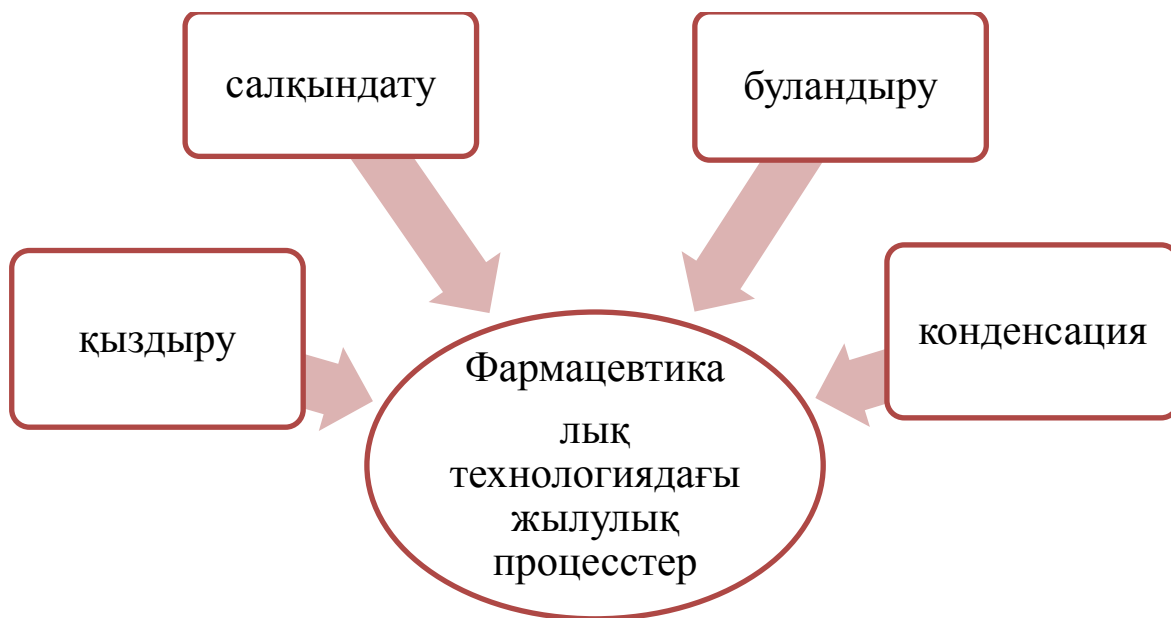 салқындату
буландыру
қыздыру
конденсация
Фармацевтика
лық
технологиядағы
жылулық
процесстер